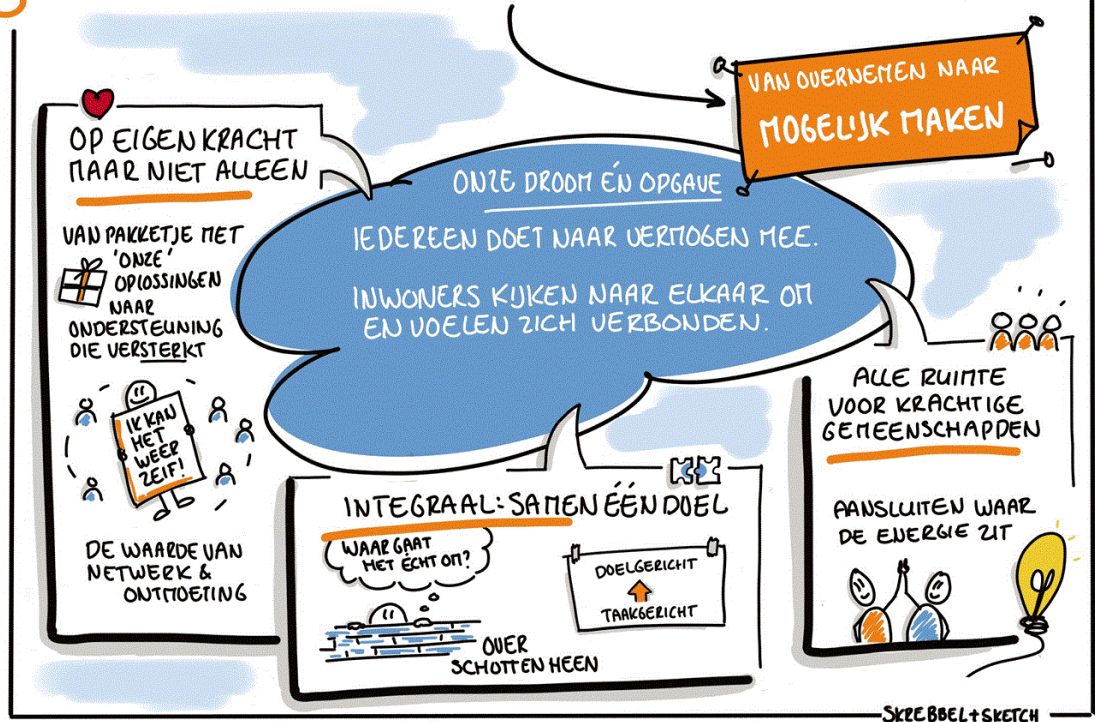 VAN OVERNEMEN NAAR
MOGELIJK MAKEN
ONZE DROOM ÉN OPGAVE
IEDEREEN DOET NAAR VERMOGEN MEE.
INWONERS KIJKEN NAAR ELKAAR OM
EN VOELEN ZICH VERBONDEN.
OP EIGEN KRACHT
MAAR NIET ALLEEN
VAN PAKKETJE MET
'ONZE'
OPLOSSINGEN
NAAR
ONDERSTEUNING
DIE VERSTERKT
IK KAN
HET
WEER
ZELF!
DE WAARDE VAN
NETWERK &
ONTMOETING
INTEGRAAL: SAMEN ÉÉN DOEL
WAAR GAAT
HET ÉCHT OM?
OVER
SCHOTTEN HEEN
DOELGERICHT
TAAKGERICHT
ALLE RUIMTE
VOOR KRACHTIGE
GEMEENSCHAPPEN
AANSLUITEN WAAR
DE ENERGIE ZIT
SKREBBEL+SKETCH